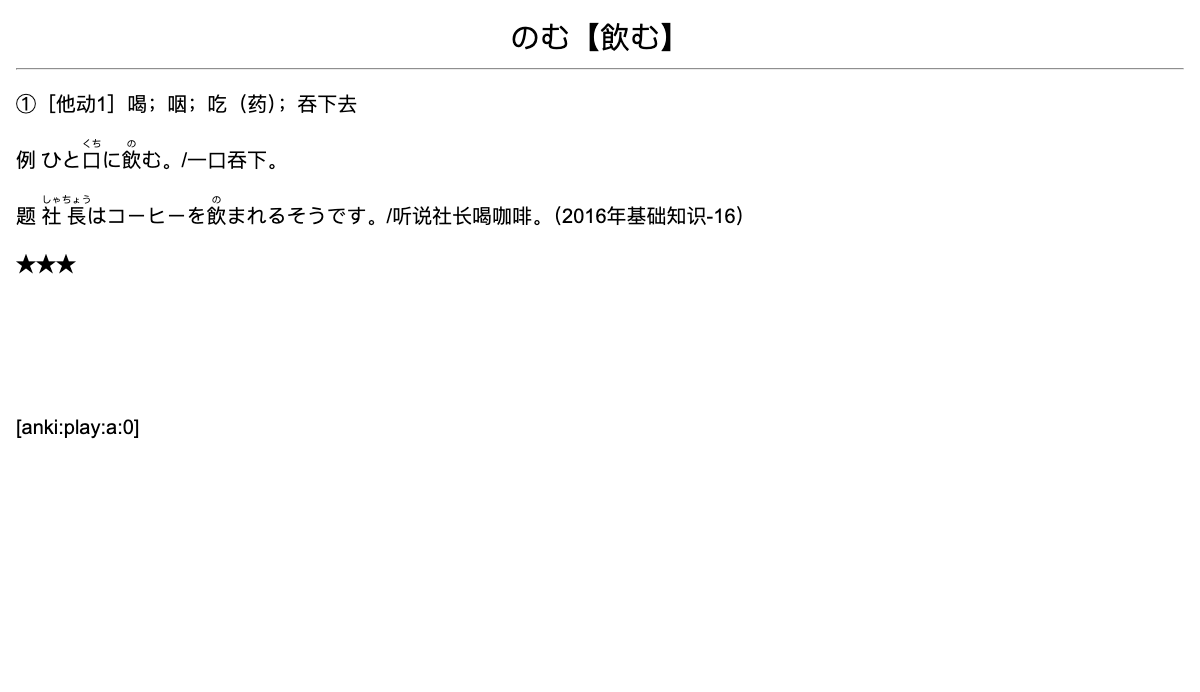 のむ【飲む】
①［他动1］喝；咽；吃（药）；吞下去
くち の
例 ひと口に飲む。/一口吞下。
しゃちょう の
题 社長はコーヒーを飲まれるそうです。/听说社长喝咖啡。（2016年基础知识-16）
★★★
[anki:play:a:0]